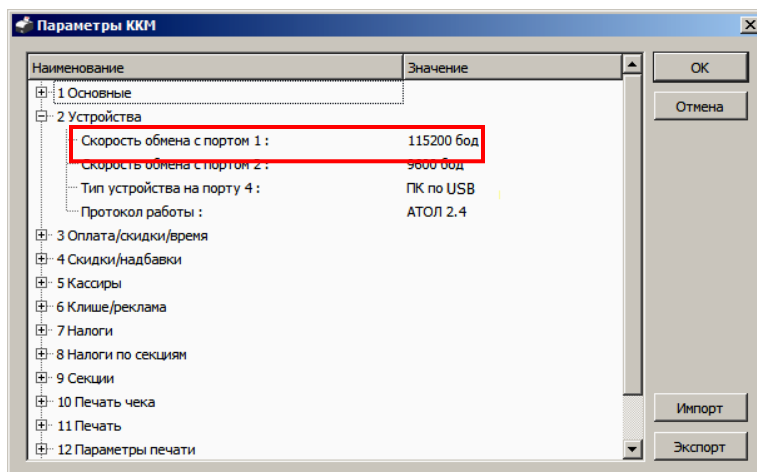 Параметры ККМ
Наименование Значение
1 Основные
2 Устройства
Скорость обмена с портом 1 : 115200 бод
Скорость обмена с портом 2 : 9600 бод
Тип устройства на порту 4 : ПК по USB
Протокол работы : АТОЛ 2.4
3 Оплата/скидки/время
4 Скидки/надбавки
5 Кассиры
6 Клише/реклама
7 Налоги
8 Налоги по секциям
9 Секции
10 Печать чека
11 Печать
12 Параметры печати
ОК
Отмена
Импорт
Экспорт